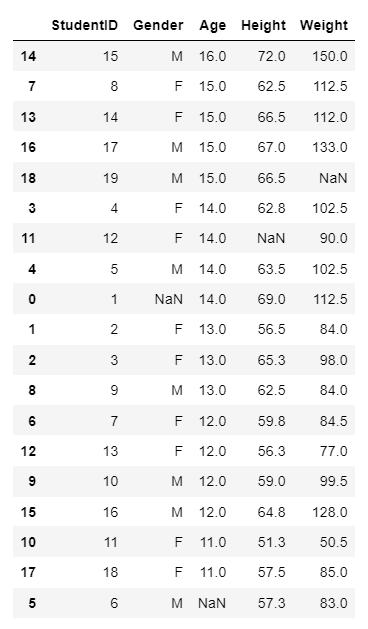 StudentID Gender Age Height Weight
14 15 M 16.0 72.0 150.0
7 8 F 15.0 62.5 112.5
13 14 F 15.0 66.5 112.0
16 17 M 15.0 67.0 133.0
18 19 M 15.0 66.5 NaN
3 4 F 14.0 62.8 102.5
11 12 F 14.0 NaN 90.0
4 5 M 14.0 63.5 102.5
0 1 NaN 14.0 69.0 112.5
1 2 F 13.0 56.5 84.0
2 3 F 13.0 65.3 98.0
8 9 M 13.0 62.5 84.0
6 7 F 12.0 59.8 84.5
12 13 F 12.0 56.3 77.0
9 10 M 12.0 59.0 99.5
15 16 M 12.0 64.8 128.0
10 11 F 11.0 51.3 50.5
17 18 F 11.0 57.5 85.0
5 6 M NaN 57.3 83.0